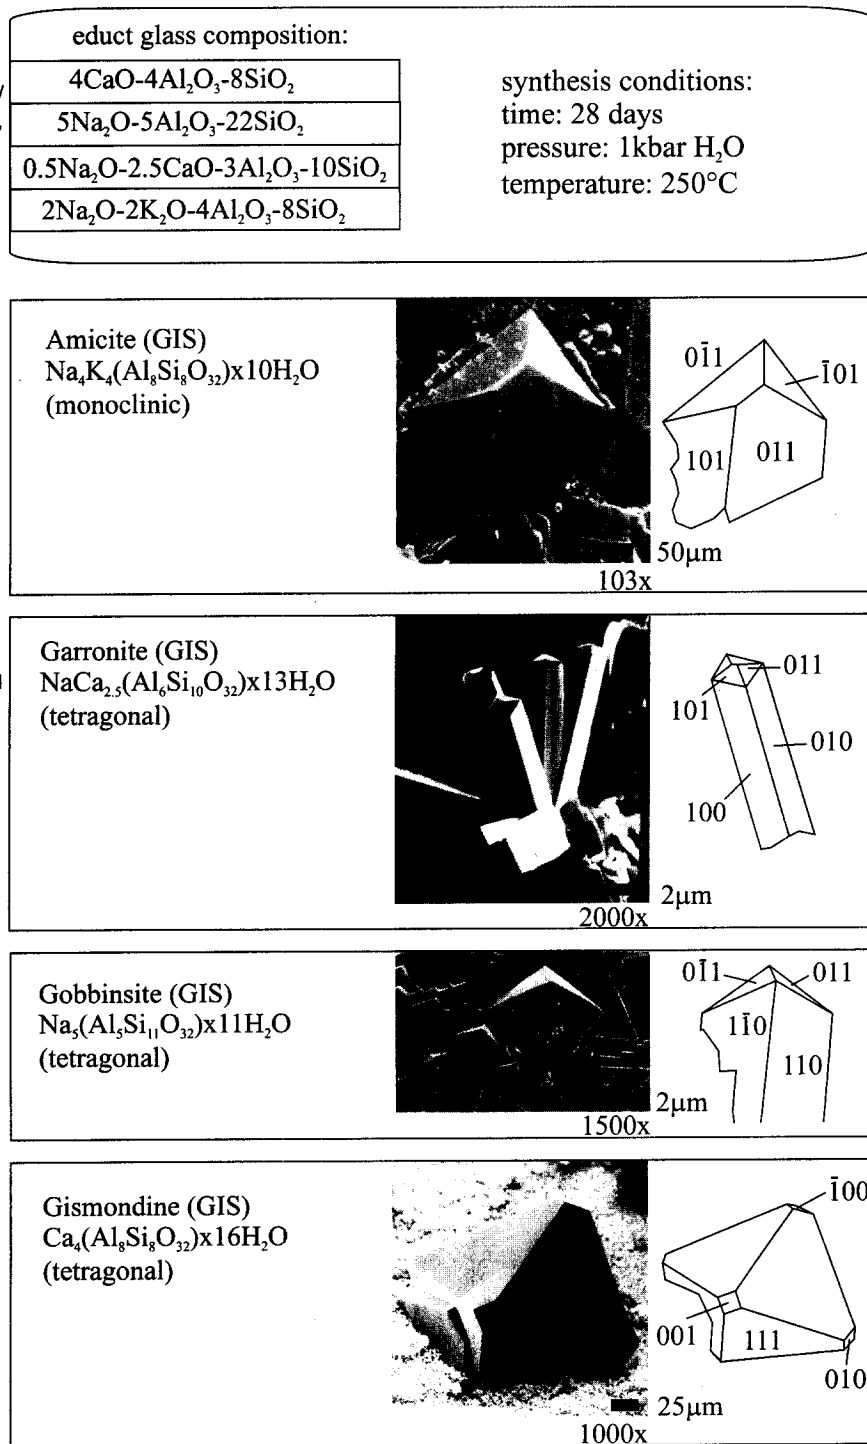 educt glass composition:
4CaO-4Al₂O₃-8SiO₂
5Na₂O-5Al₂O₃-22SiO₂
0.5Na₂O-2.5CaO-3Al₂O₃-10SiO₂
2Na₂O-2K₂O-4Al₂O₃-8SiO₂
synthesis conditions:
time: 28 days
pressure: 1kbar H₂O
temperature: 250°C
Amicite (GIS)
Na₄K₄(Al₈Si₈O₃₂)x10H₂O
(monoclinic)
103x
01̄1
1̄01
101
011
50µm
Garronite (GIS)
NaCa₂.₅(Al₆Si₁₀O₃₂)x13H₂O
(tetragonal)
2000x
011
101
010
100
2µm
Gobbinsite (GIS)
Na₅(Al₅Si₁₁O₃₂)x11H₂O
(tetragonal)
1500x
01̄1
011
11̄0
110
2µm
Gismondine (GIS)
Ca₄(Al₈Si₈O₃₂)x16H₂O
(tetragonal)
1000x
1̄00
001
111
010
25µm